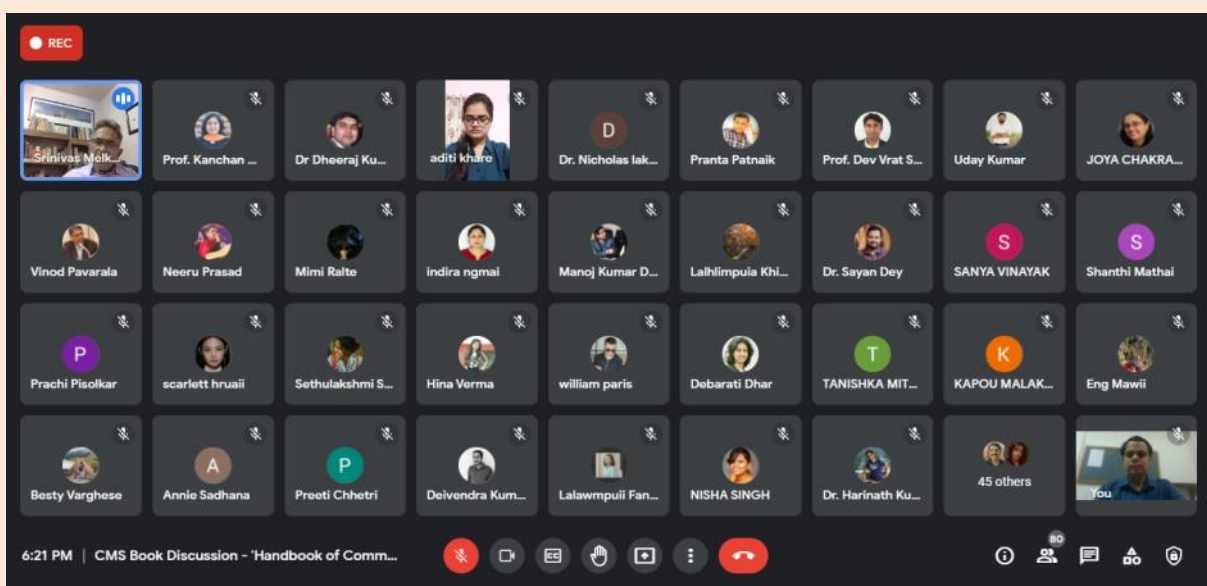 REC
Srinivas Melk...
Prof. Kanchan ...
Dr Dheeraj Ku...
aditi khare
D
Dr. Nicholas lak...
Pranta Patnaik
Prof. Dev Vrat S...
Uday Kumar
JOYA CHAKRA...
Vinod Pavarala
Neeru Prasad
Mimi Ralte
indira ngmai
Manoj Kumar D...
Lalhlimpuia Khi...
Dr. Sayan Dey
S
SANYA VINAYAK
S
Shanthi Mathai
P
Prachi Pisolkar
scarlett hruaii
Sethulakshmi S...
Hina Verma
william paris
Debarati Dhar
T
TANISHKA MIT...
K
KAPOU MALAK...
Eng Mawii
Besty Varghese
A
Annie Sadhana
P
Preeti Chhetri
Deivendra Kum...
Lalawmpuii Fan...
NISHA SINGH
Dr. Harinath Ku...
45 others
You
6:21 PM | CMS Book Discussion - 'Handbook of Comm...
CC
80